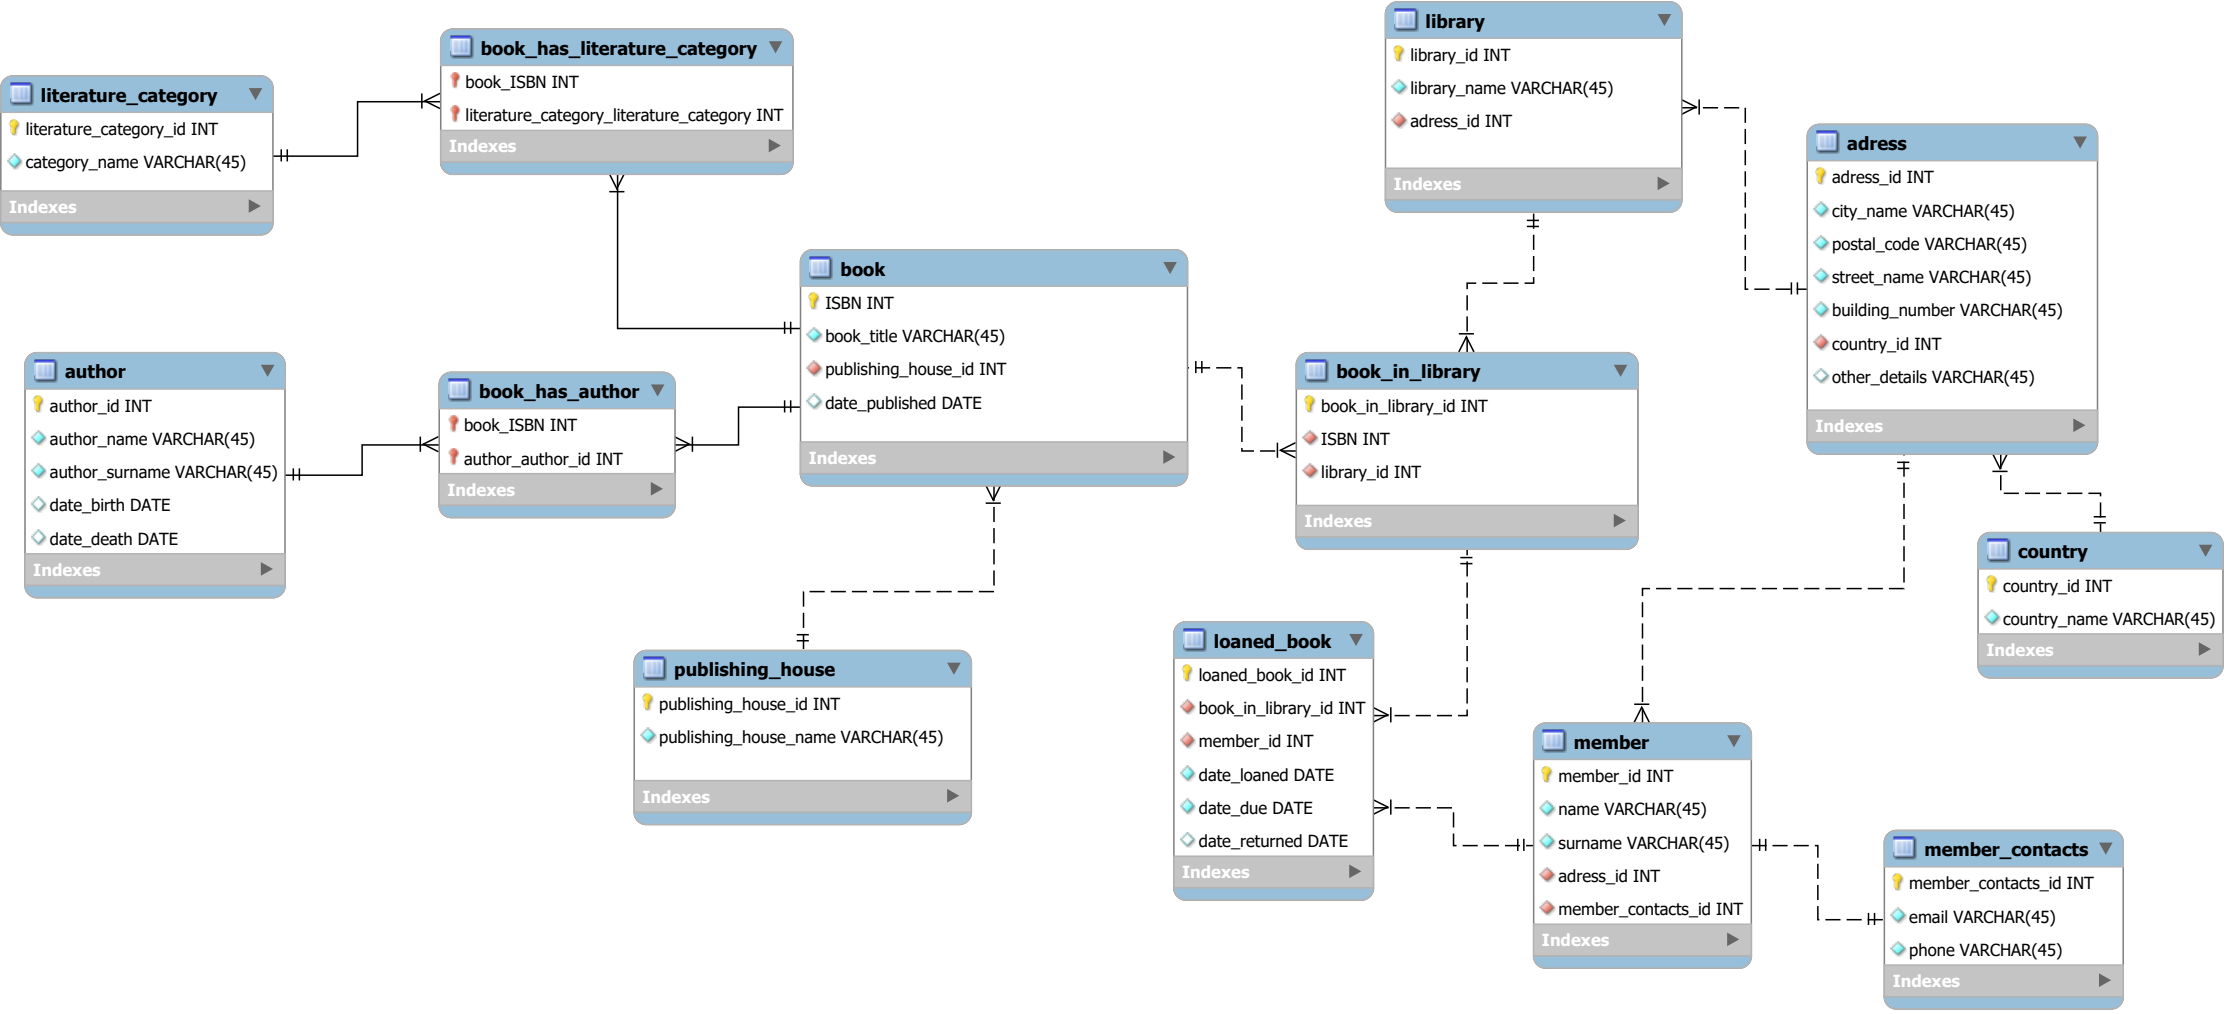 literature_category
literature_category_id INT
category_name VARCHAR(45)
Indexes
book_has_literature_category
book_ISBN INT
literature_category_literature_category INT
Indexes
author
author_id INT
author_name VARCHAR(45)
author_surname VARCHAR(45)
date_birth DATE
date_death DATE
Indexes
book_has_author
book_ISBN INT
author_author_id INT
Indexes
book
ISBN INT
book_title VARCHAR(45)
publishing_house_id INT
date_published DATE
Indexes
publishing_house
publishing_house_id INT
publishing_house_name VARCHAR(45)
Indexes
library
library_id INT
library_name VARCHAR(45)
adress_id INT
Indexes
book_in_library
book_in_library_id INT
ISBN INT
library_id INT
Indexes
adress
adress_id INT
city_name VARCHAR(45)
postal_code VARCHAR(45)
street_name VARCHAR(45)
building_number VARCHAR(45)
country_id INT
other_details VARCHAR(45)
Indexes
country
country_id INT
country_name VARCHAR(45)
Indexes
loaned_book
loaned_book_id INT
book_in_library_id INT
member_id INT
date_loaned DATE
date_due DATE
date_returned DATE
Indexes
member
member_id INT
name VARCHAR(45)
surname VARCHAR(45)
adress_id INT
member_contacts_id INT
Indexes
member_contacts
member_contacts_id INT
email VARCHAR(45)
phone VARCHAR(45)
Indexes